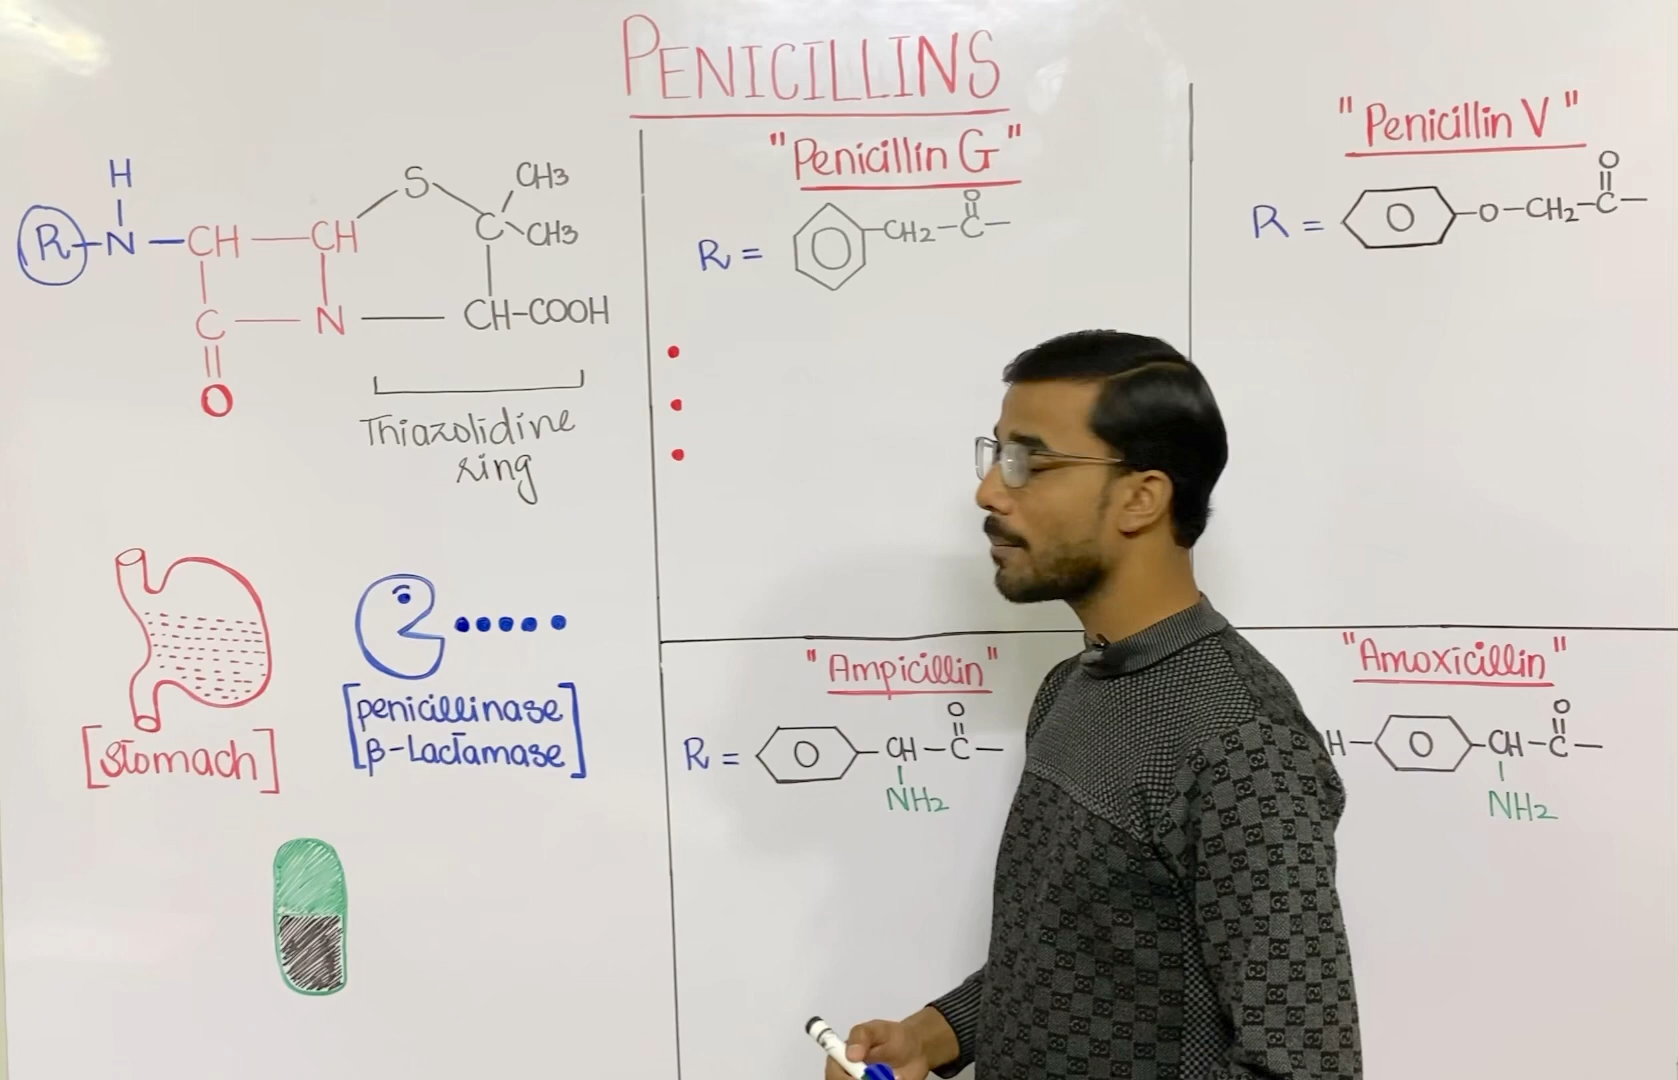 PENICILLINS
H
R-N-CH-CH
S
CH3
C
CH3
C-N-CH-COOH
O
Thiazolidine
ring
[Stomach]
[penicillinase
β-Lactamase]
"Penicillin G"
O
R = CH2-C-
"Penicillin V"
O
R = O-O-CH2-C-
"Ampicillin"
O
R = O-CH-C-
NH2
"Amoxicillin"
O
H-O-CH-C-
NH2